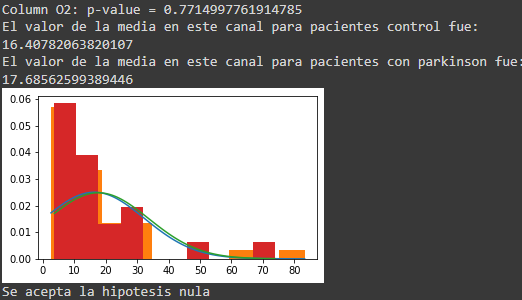 Column O2: p-value = 0.7714997761914785
El valor de la media en este canal para pacientes control fue:
16.40782063820107
El valor de la media en este canal para pacientes con parkinson fue:
17.68562599389446
0.06
0.05
0.04
0.03
0.02
0.01
0.00
0 10 20 30 40 50 60 70 80
Se acepta la hipotesis nula